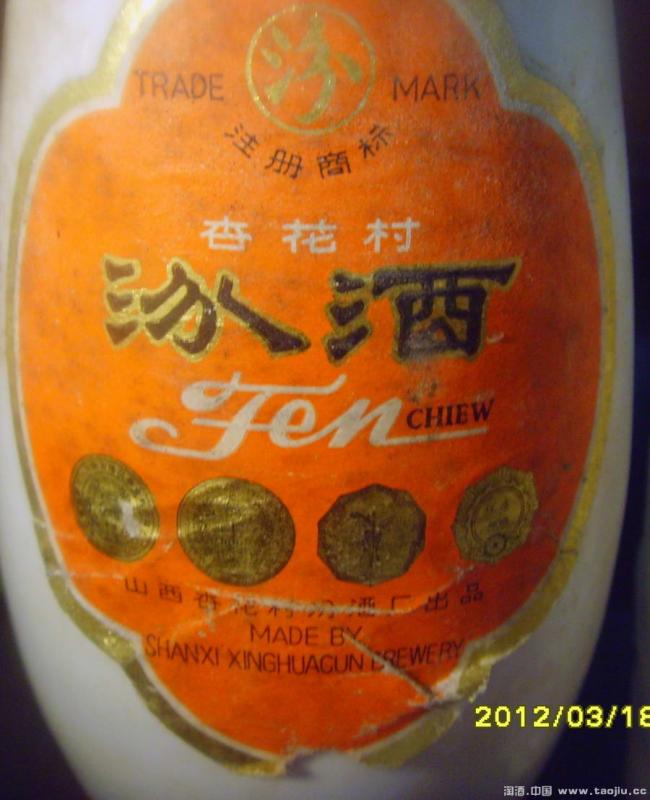 汾
TRADE MARK
注册商标
杏花村
汾酒
Fen CHIEW
山西杏花村汾酒厂出品
MADE BY
SHANXI XINGHUACUN BREWERY
2012/03/18
淘酒.中国 www.taojiu.cc